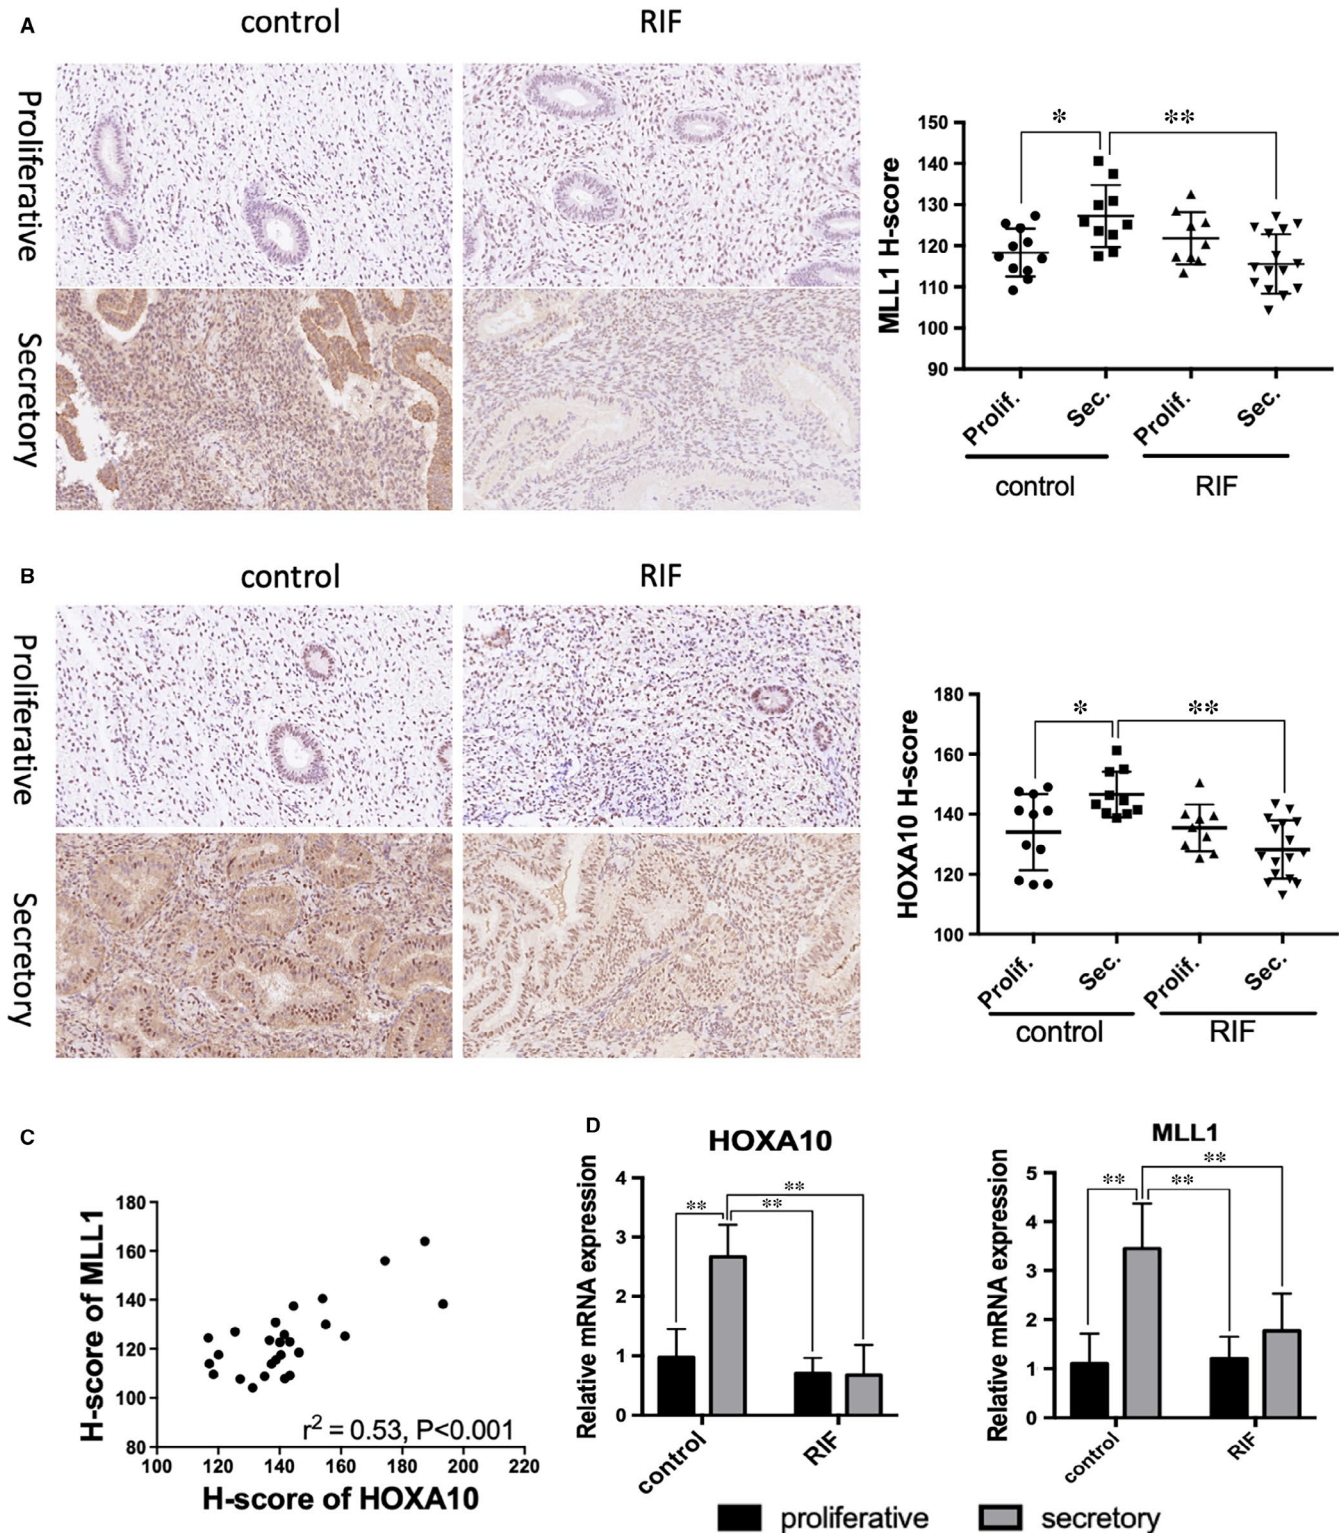 A
control
RIF
Proliferative
Secretory
MLL1 H-score
150
140
130
120
110
100
90
*
**
Prolif.
Sec.
Prolif.
Sec.
control
RIF
B
control
RIF
Proliferative
Secretory
HOXA10 H-score
180
160
140
120
100
*
**
Prolif.
Sec.
Prolif.
Sec.
control
RIF
C
H-score of MLL1
180
160
140
120
100
80
r² = 0.53, P<0.001
100 120 140 160 180 200 220
H-score of HOXA10
D
HOXA10
Relative mRNA expression
4
3
2
1
0
**
**
**
control
RIF
MLL1
Relative mRNA expression
5
4
3
2
1
0
**
**
**
control
RIF
proliferative
secretory